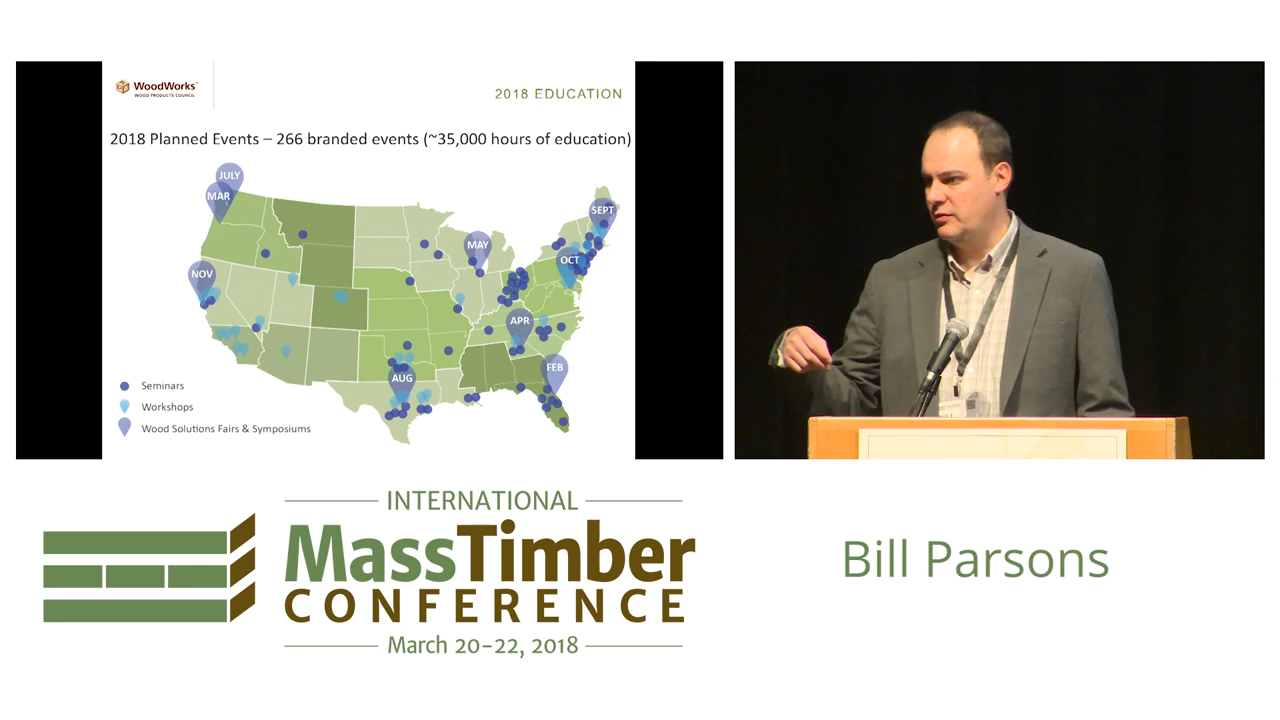 WoodWorks™
WOOD PRODUCTS COUNCIL
2018 EDUCATION
2018 Planned Events – 266 branded events (~35,000 hours of education)
JULY
MAR
SEPT
MAY
OCT
NOV
APR
FEB
AUG
Seminars
Workshops
Wood Solutions Fairs & Symposiums
INTERNATIONAL
MassTimber
CONFERENCE
March 20–22, 2018
Bill Parsons